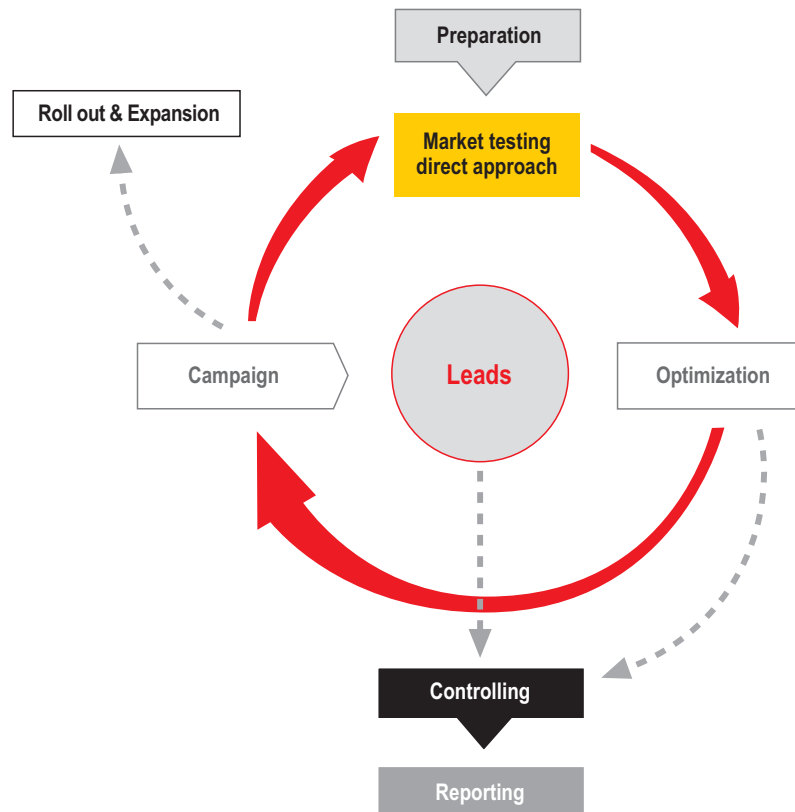 Preparation
Roll out & Expansion
Market testing
direct approach
Campaign
Leads
Optimization
Controlling
Reporting